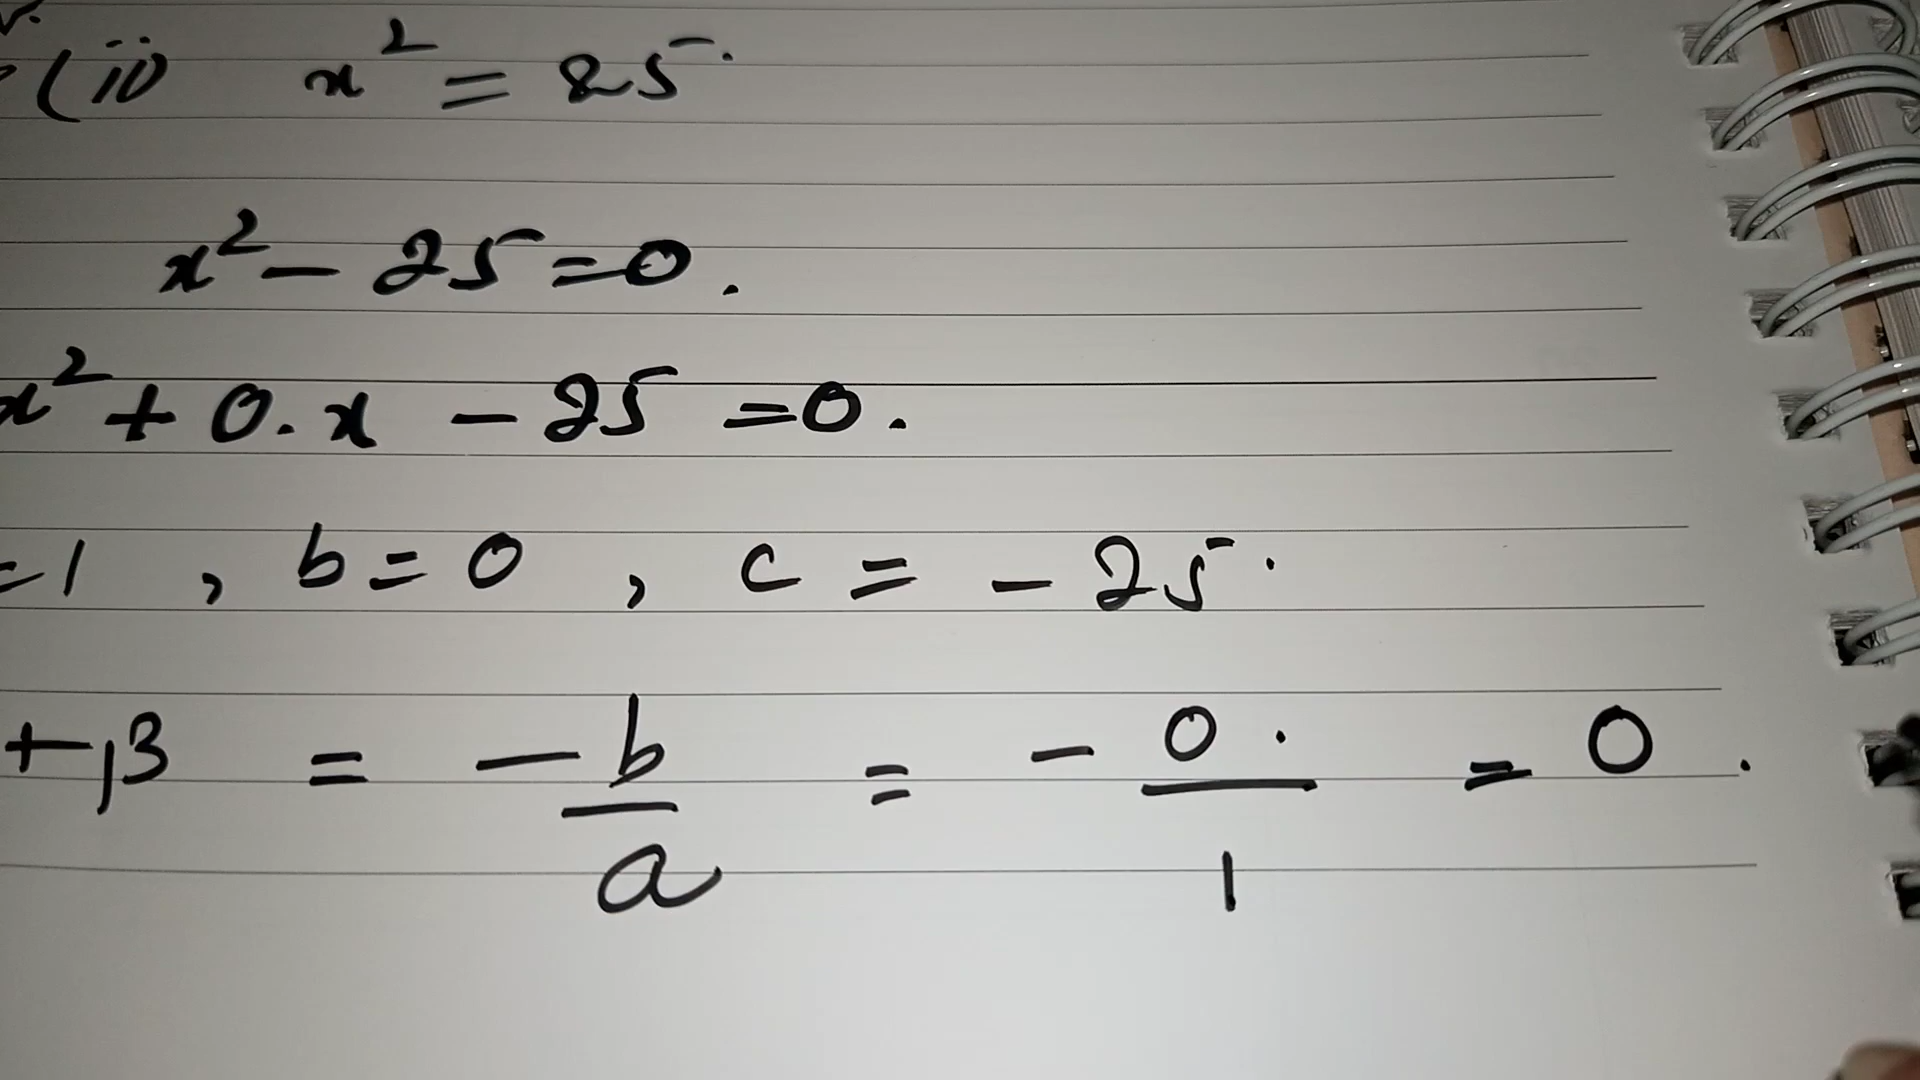 (ii) x² = 25.
x² - 25 = 0.
x² + 0.x - 25 = 0.
=1 , b = 0 , c = - 25.
+ β = - b/a = - 0./1 = 0.